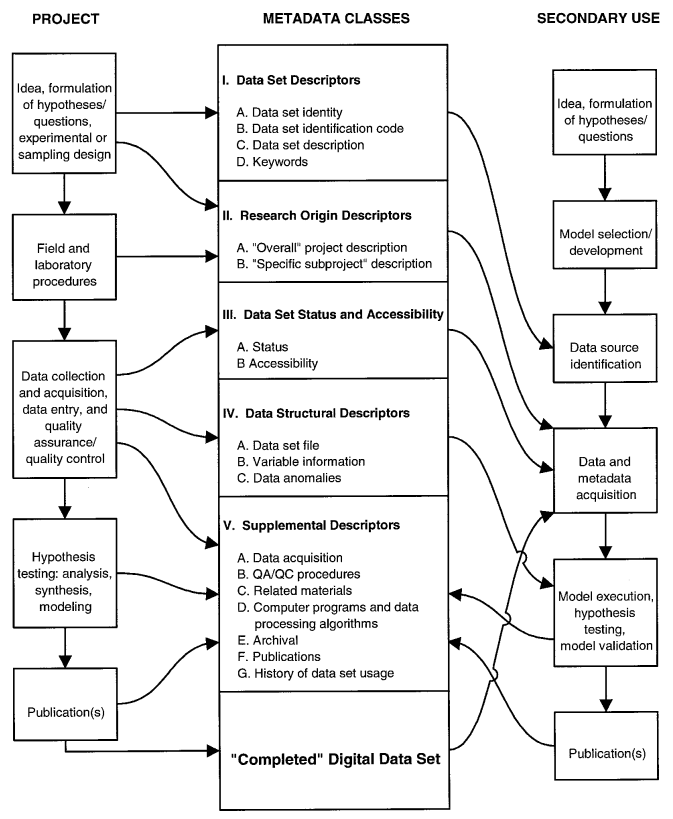 PROJECT
METADATA CLASSES
SECONDARY USE
Idea, formulation
of hypotheses/
questions,
experimental or
sampling design
Field and
laboratory
procedures
Data collection
and acquisition,
data entry, and
quality
assurance/
quality control
Hypothesis
testing: analysis,
synthesis,
modeling
Publication(s)
I. Data Set Descriptors
A. Data set identity
B. Data set identification code
C. Data set description
D. Keywords
II. Research Origin Descriptors
A. "Overall" project description
B. "Specific subproject" description
III. Data Set Status and Accessibility
A. Status
B Accessibility
IV. Data Structural Descriptors
A. Data set file
B. Variable information
C. Data anomalies
V. Supplemental Descriptors
A. Data acquisition
B. QA/QC procedures
C. Related materials
D. Computer programs and data
processing algorithms
E. Archival
F. Publications
G. History of data set usage
"Completed" Digital Data Set
Idea, formulation
of hypotheses/
questions
Model selection/
development
Data source
identification
Data and
metadata
acquisition
Model execution,
hypothesis
testing,
model validation
Publication(s)